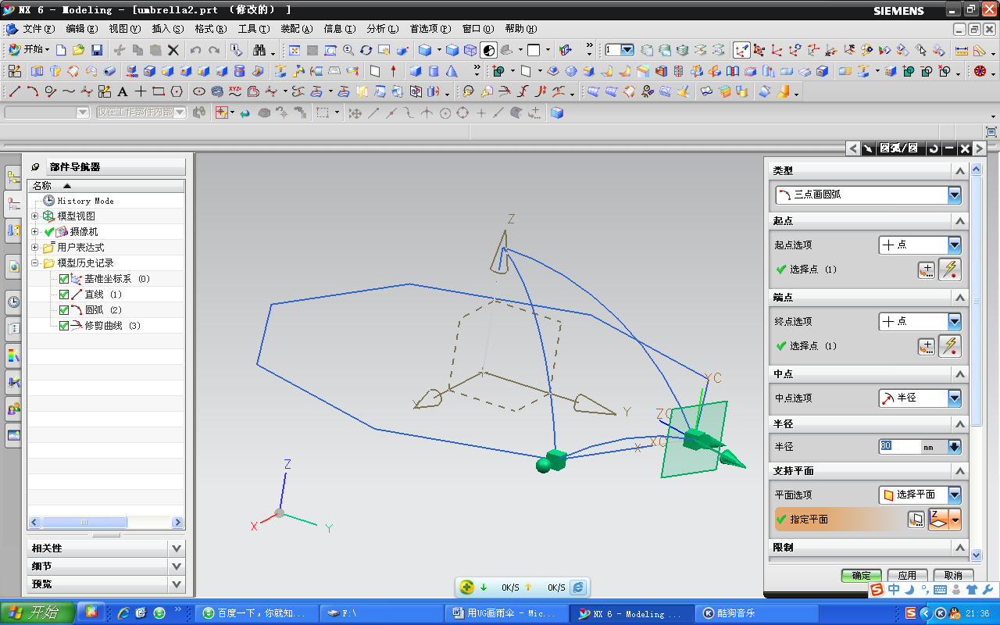 NX 6 - Modeling - [umbrella2.prt （修改的） ]
SIEMENS
文件(F) 编辑(E) 视图(V) 插入(S) 格式(R) 工具(T) 装配(A) 信息(I) 分析(L) 首选项(P) 窗口(O) 帮助(H)
开始 1
仅在工作部件内部
圆弧/圆
部件导航器
名称
History Mode
模型视图
摄像机
用户表达式
模型历史记录
基准坐标系 (0)
直线 (1)
圆弧 (2)
修剪曲线 (3)
相关性
细节
预览
Z
Y
YC
ZC
XC
X
Z
X
Y
类型
三点画圆弧
起点
起点选项 点
选择点 (1)
端点
终点选项 点
选择点 (1)
中点
中点选项 半径
半径
半径 80 mm
支持平面
平面选项 选择平面
指定平面
限制
确定 应用 取消
中
0K/S 0K/S
开始 百度一下，你就知... F:\ 用UG画雨伞 - Mic... NX 6 - Modeling ... 酷狗音乐 21:36